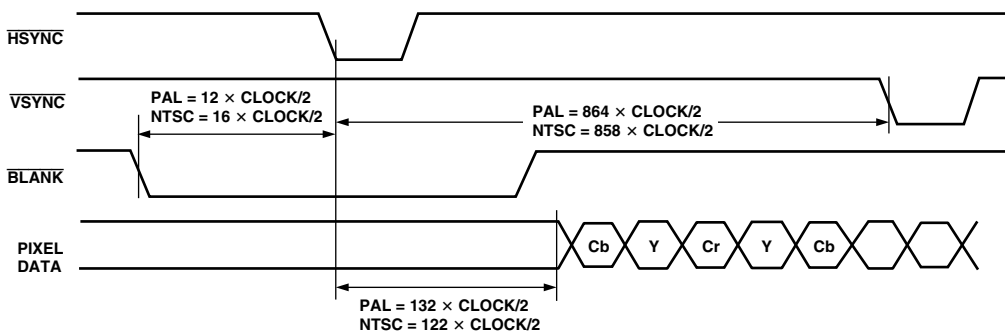 HSYNC
VSYNC
PAL = 12 × CLOCK/2
NTSC = 16 × CLOCK/2
PAL = 864 × CLOCK/2
NTSC = 858 × CLOCK/2
BLANK
PIXEL
DATA
Cb Y Cr Y Cb
PAL = 132 × CLOCK/2
NTSC = 122 × CLOCK/2